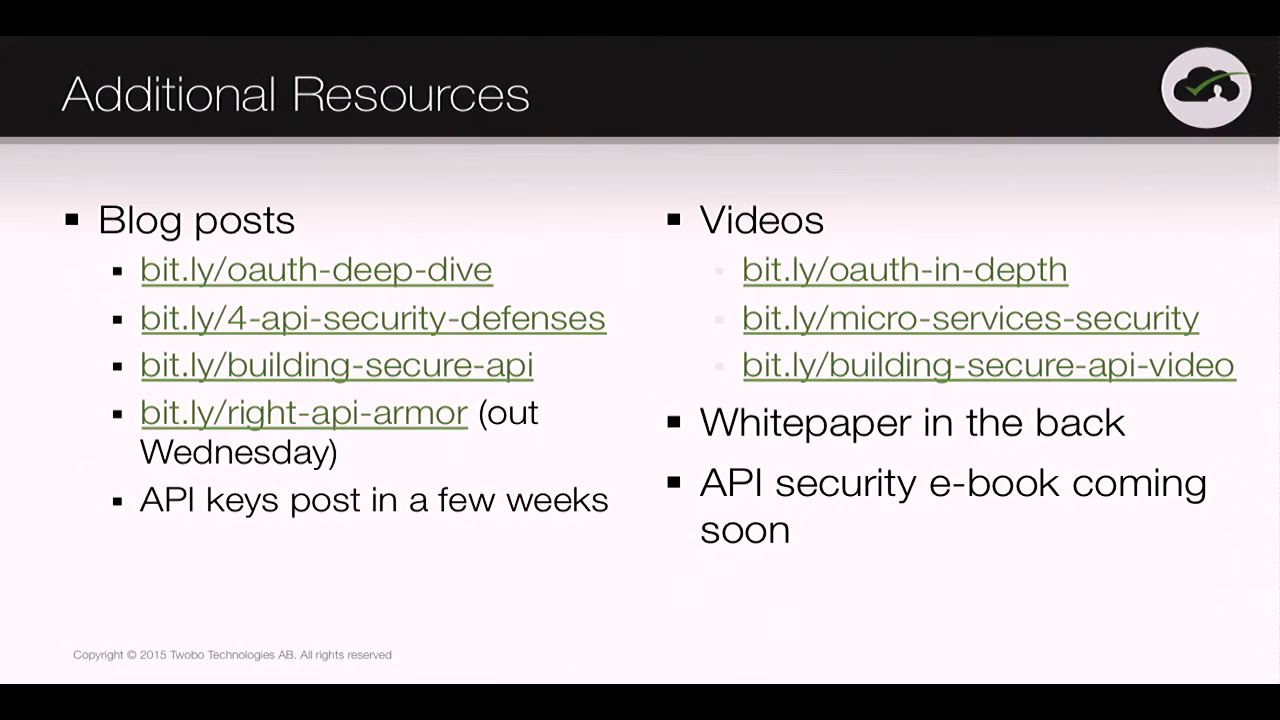 Additional Resources
Blog posts
bit.ly/oauth-deep-dive
bit.ly/4-api-security-defenses
bit.ly/building-secure-api
bit.ly/right-api-armor (out
Wednesday)
API keys post in a few weeks
Videos
bit.ly/oauth-in-depth
bit.ly/micro-services-security
bit.ly/building-secure-api-video
Whitepaper in the back
API security e-book coming
soon
Copyright © 2015 Twobo Technologies AB. All rights reserved